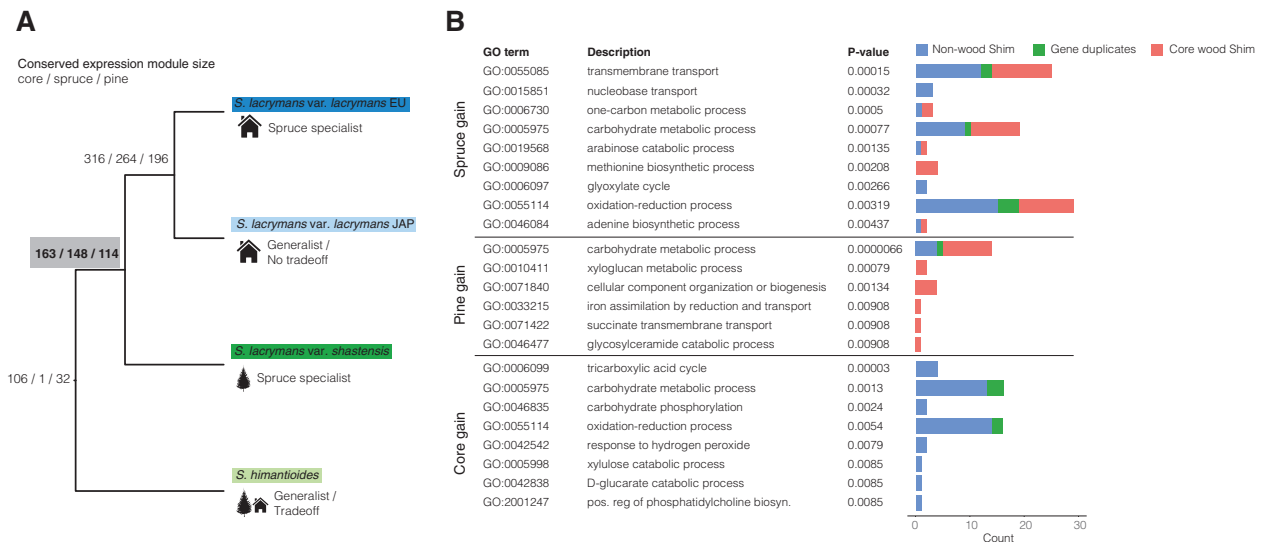 A
Conserved expression module size
core / spruce / pine
S. lacrymans var. lacrymans EU
Spruce specialist
316 / 264 / 196
S. lacrymans var. lacrymans JAP
Generalist /
No tradeoff
163 / 148 / 114
S. lacrymans var. shastensis
Spruce specialist
106 / 1 / 32
S. himantioides
Generalist /
Tradeoff
B
GO term Description P-value Non-wood Shim Gene duplicates Core wood Shim
Spruce gain
GO:0055085 transmembrane transport 0.00015
GO:0015851 nucleobase transport 0.00032
GO:0006730 one-carbon metabolic process 0.0005
GO:0005975 carbohydrate metabolic process 0.00077
GO:0019568 arabinose catabolic process 0.00135
GO:0009086 methionine biosynthetic process 0.00208
GO:0006097 glyoxylate cycle 0.00266
GO:0055114 oxidation-reduction process 0.00319
GO:0046084 adenine biosynthetic process 0.00437
Pine gain
GO:0005975 carbohydrate metabolic process 0.0000066
GO:0010411 xyloglucan metabolic process 0.00079
GO:0071840 cellular component organization or biogenesis 0.00134
GO:0033215 iron assimilation by reduction and transport 0.00908
GO:0071422 succinate transmembrane transport 0.00908
GO:0046477 glycosylceramide catabolic process 0.00908
Core gain
GO:0006099 tricarboxylic acid cycle 0.00003
GO:0005975 carbohydrate metabolic process 0.0013
GO:0046835 carbohydrate phosphorylation 0.0024
GO:0055114 oxidation-reduction process 0.0054
GO:0042542 response to hydrogen peroxide 0.0079
GO:0005998 xylulose catabolic process 0.0085
GO:0042838 D-glucarate catabolic process 0.0085
GO:2001247 pos. reg of phosphatidylcholine biosyn. 0.0085
0 10 20 30
Count